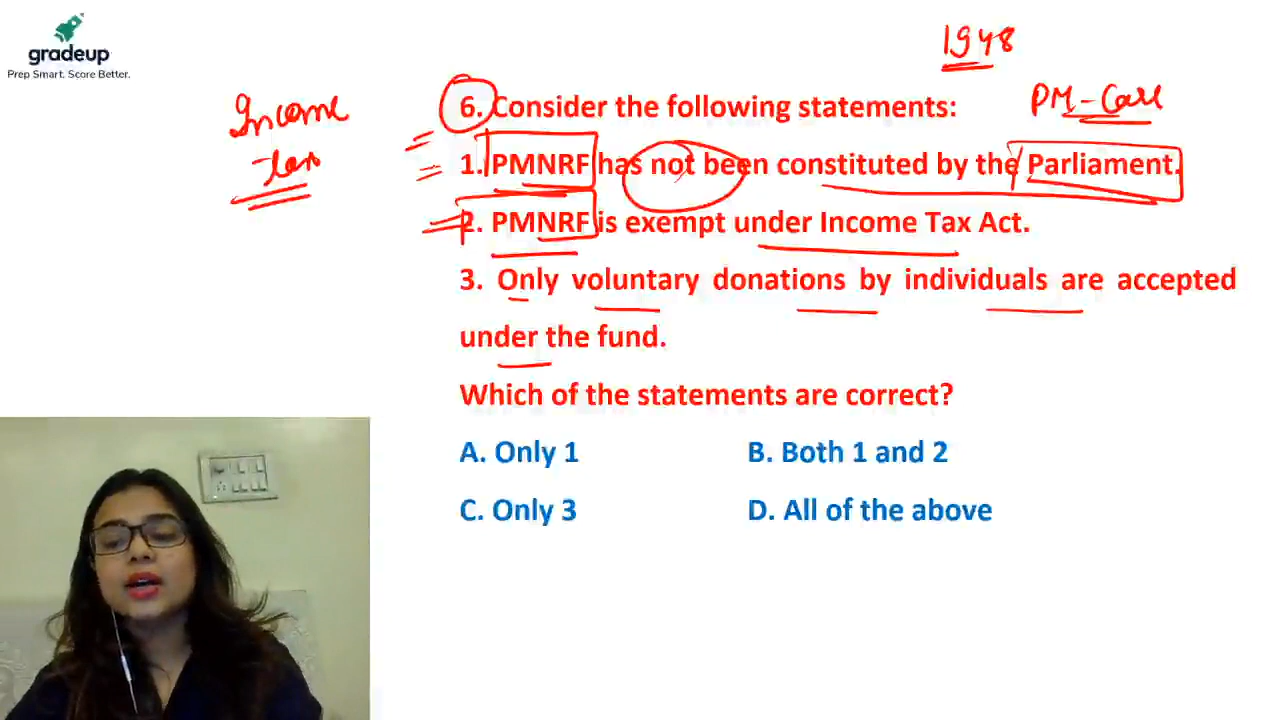 gradeup
Prep Smart. Score Better.
1948
PM-Care
Income
tax
6. Consider the following statements:
1. PMNRF has not been constituted by the Parliament.
2. PMNRF is exempt under Income Tax Act.
3. Only voluntary donations by individuals are accepted
under the fund.
Which of the statements are correct?
A. Only 1
B. Both 1 and 2
C. Only 3
D. All of the above